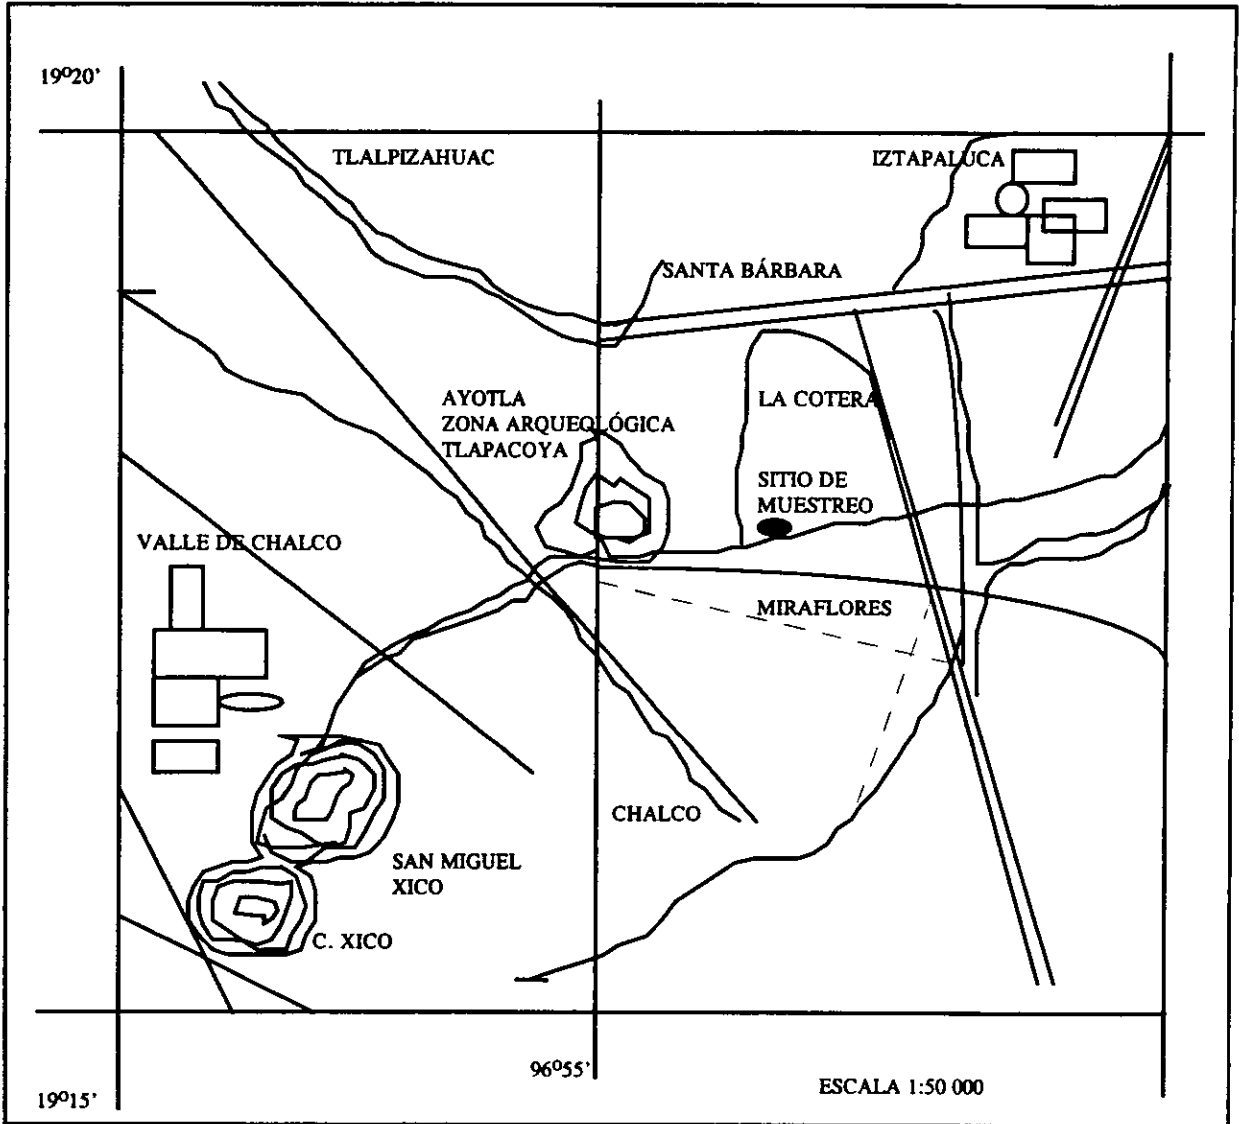 19º20'
TLALPIZAHUAC
IZTAPALUCA
SANTA BÁRBARA
AYOTLA
ZONA ARQUEOLÓGICA
TLAPACOYA
LA COTERA
SITIO DE
MUESTREO
VALLE DE CHALCO
MIRAFLORES
CHALCO
SAN MIGUEL
XICO
C. XICO
96º55'
ESCALA 1:50 000
19º15'